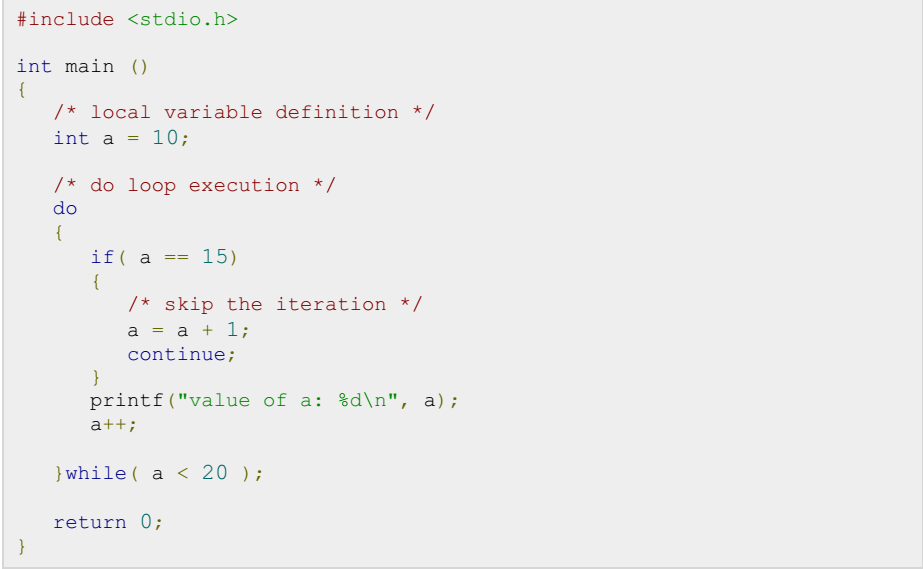 #include <stdio.h>
int main ()
{
/* local variable definition */
int a = 10;
/* do loop execution */
do
{
if( a == 15)
{
/* skip the iteration */
a = a + 1;
continue;
}
printf("value of a: %d\n", a);
a++;
}while( a < 20 );
return 0;
}